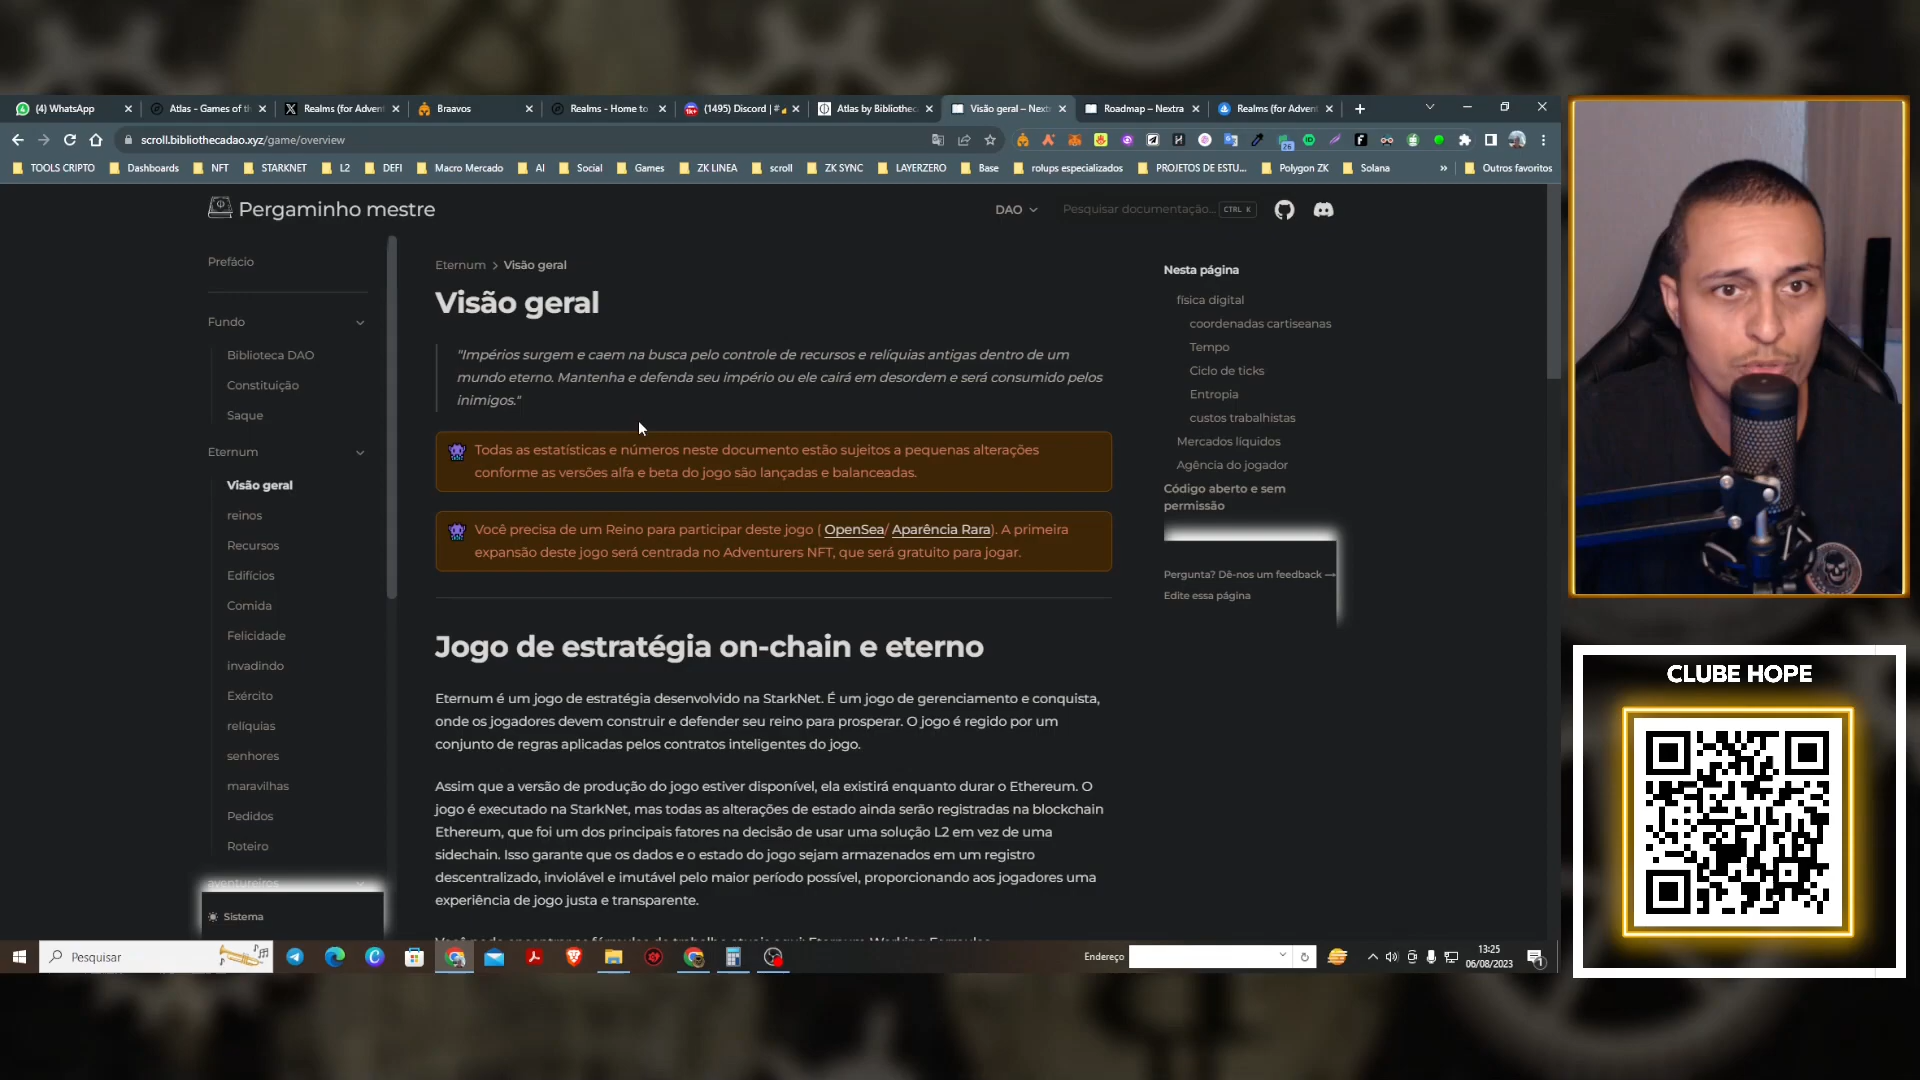 (4) WhatsApp
Atlas - Games of th
Realms (for Advent
Braavos
Realms - Home to
(1495) Discord | #
Atlas by Bibliothec
Visão geral – Next
Roadmap – Nextra
Realms (for Advent
scroll.bibliothecadao.xyz/game/overview
TOOLS CRIPTO
Dashboards
NFT
STARKNET
L2
DEFI
Macro Mercado
AI
Social
Games
ZK LINEA
scroll
ZK SYNC
LAYERZERO
Base
rolups especializados
PROJETOS DE ESTU...
Polygon ZK
Solana
Outros favoritos
Pergaminho mestre
DAO
Pesquisar documentação...
CTRL K
Prefácio
Fundo
Biblioteca DAO
Constituição
Saque
Eternum
Visão geral
reinos
Recursos
Edifícios
Comida
Felicidade
invadindo
Exército
relíquias
senhores
maravilhas
Pedidos
Roteiro
aventureiros
Sistema
Eternum > Visão geral
Visão geral
"Impérios surgem e caem na busca pelo controle de recursos e relíquias antigas dentro de um
mundo eterno. Mantenha e defenda seu império ou ele cairá em desordem e será consumido pelos
inimigos."
Todas as estatísticas e números neste documento estão sujeitos a pequenas alterações
conforme as versões alfa e beta do jogo são lançadas e balanceadas.
Você precisa de um Reino para participar deste jogo ( OpenSea/ Aparência Rara). A primeira
expansão deste jogo será centrada no Adventurers NFT, que será gratuito para jogar.
Jogo de estratégia on-chain e eterno
Eternum é um jogo de estratégia desenvolvido na StarkNet. É um jogo de gerenciamento e conquista,
onde os jogadores devem construir e defender seu reino para prosperar. O jogo é regido por um
conjunto de regras aplicadas pelos contratos inteligentes do jogo.
Assim que a versão de produção do jogo estiver disponível, ela existirá enquanto durar o Ethereum. O
jogo é executado na StarkNet, mas todas as alterações de estado ainda serão registradas na blockchain
Ethereum, que foi um dos principais fatores na decisão de usar uma solução L2 em vez de uma
sidechain. Isso garante que os dados e o estado do jogo sejam armazenados em um registro
descentralizado, inviolável e imutável pelo maior período possível, proporcionando aos jogadores uma
experiência de jogo justa e transparente.
Nesta página
física digital
coordenadas cartiseanas
Tempo
Ciclo de ticks
Entropia
custos trabalhistas
Mercados líquidos
Agência do jogador
Código aberto e sem
permissão
Pergunta? Dê-nos um feedback →
Edite essa página
CLUBE HOPE
Pesquisar
Endereço
13:25
06/08/2023